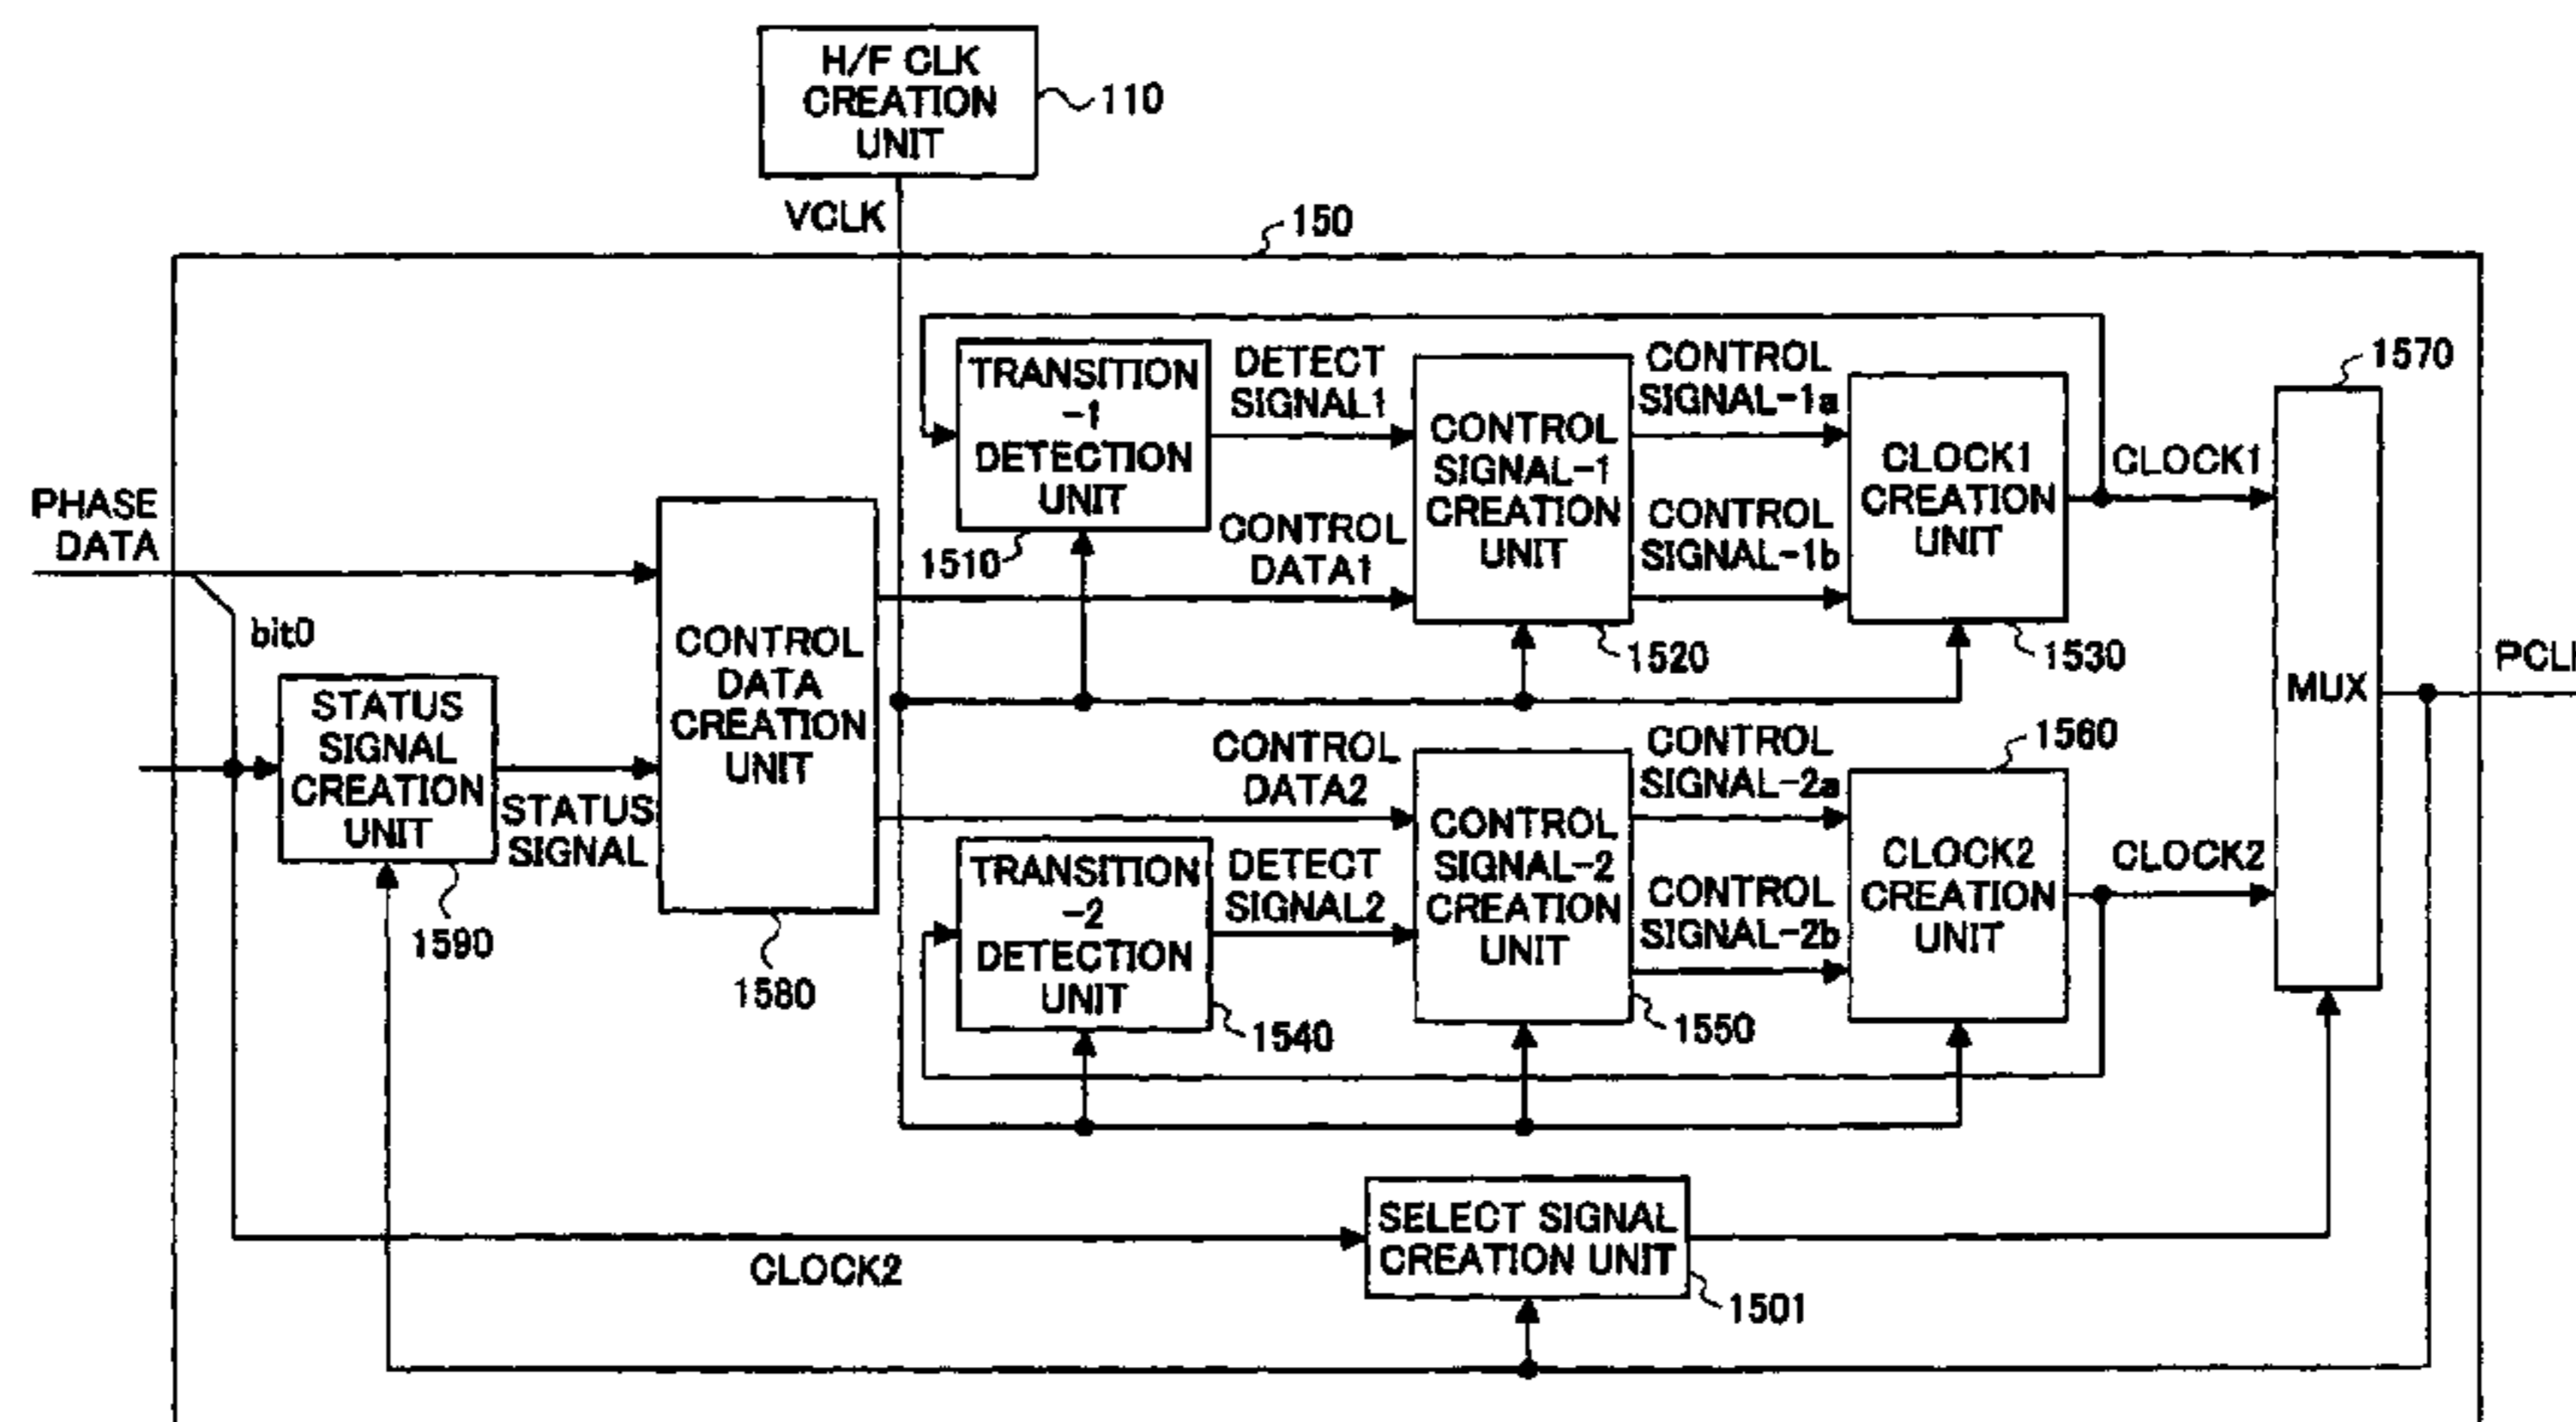 H/F CLK
CREATION
UNIT
110
VCLK
150
TRANSITION
-1
DETECTION
UNIT
1510
DETECT
SIGNAL1
CONTROL
DATA1
CONTROL
SIGNAL-1
CREATION
UNIT
1520
CONTROL
SIGNAL-1a
CONTROL
SIGNAL-1b
CLOCK1
CREATION
UNIT
1530
CLOCK1
1570
MUX
PHASE
DATA
bit0
STATUS
SIGNAL
CREATION
UNIT
1590
STATUS
SIGNAL
CONTROL
DATA
CREATION
UNIT
1580
CONTROL
DATA2
TRANSITION
-2
DETECTION
UNIT
1540
DETECT
SIGNAL2
CONTROL
SIGNAL-2
CREATION
UNIT
1550
CONTROL
SIGNAL-2a
CONTROL
SIGNAL-2b
1560
CLOCK2
CREATION
UNIT
CLOCK2
CLOCK2
SELECT SIGNAL
CREATION UNIT
1501